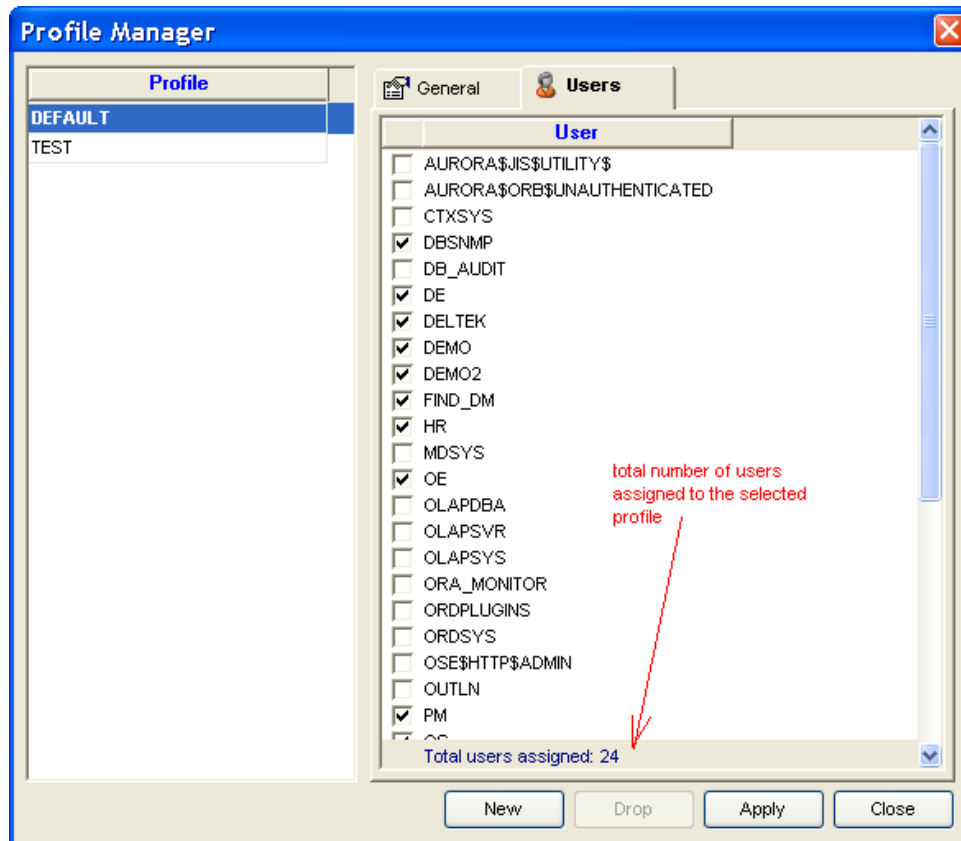 Profile Manager
Profile
DEFAULT
TEST
General
Users
User
AURORA$JIS$UTILITY$
AURORA$ORB$UNAUTHENTICATED
CTXSYS
DBSNMP
DB_AUDIT
DE
DELTEK
DEMO
DEMO2
FIND_DM
HR
MDSYS
OE
OLAPDBA
OLAPSVR
OLAPSYS
ORA_MONITOR
ORDPLUGINS
ORDSYS
OSE$HTTP$ADMIN
OUTLN
PM
total number of users
assigned to the selected
profile
Total users assigned: 24
New
Drop
Apply
Close